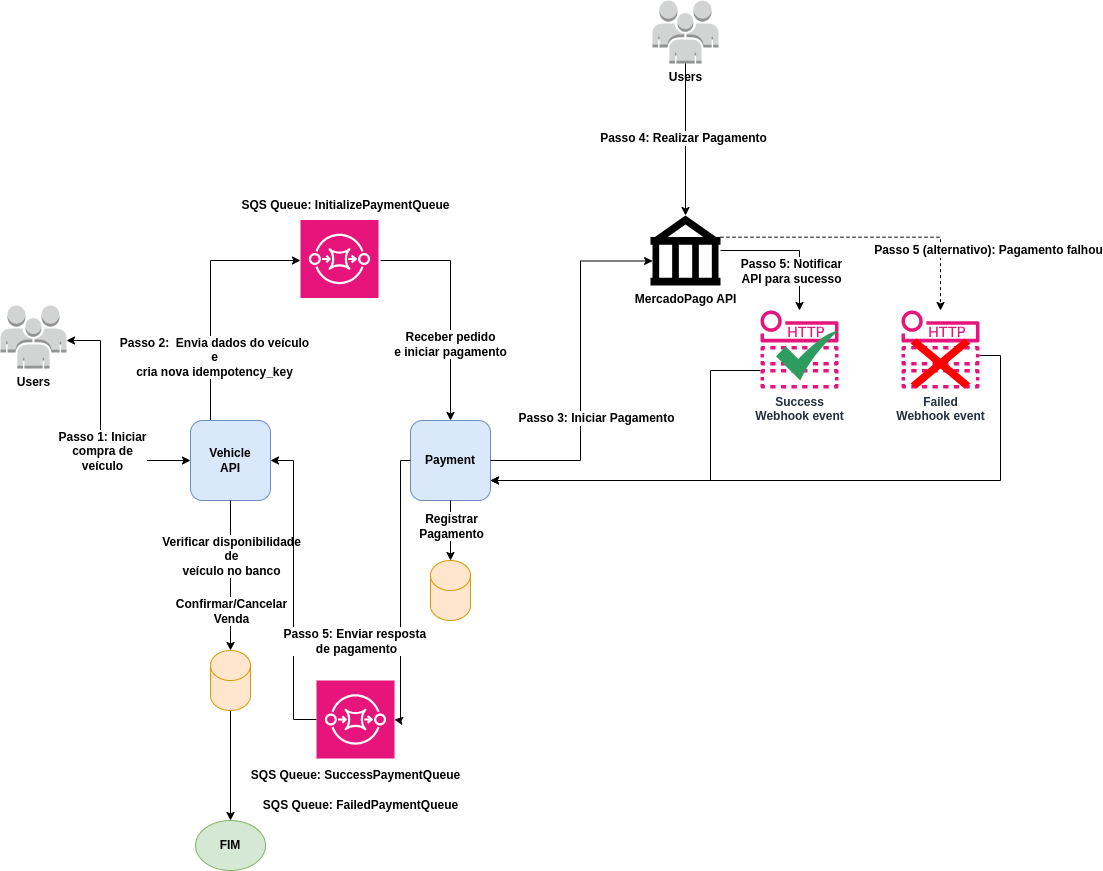 Users
Passo 4: Realizar Pagamento
SQS Queue: InitializePaymentQueue
Passo 5 (alternativo): Pagamento falhou
Passo 5: Notificar
API para sucesso
MercadoPago API
HTTP
HTTP
Passo 2:  Envia dados do veículo
e
cria nova idempotency_key
Receber pedido
e iniciar pagamento
Users
Success
Webhook event
Failed
Webhook event
Passo 3: Iniciar Pagamento
Passo 1: Iniciar
compra de
veículo
Vehicle
API
Payment
Registrar
Pagamento
Verificar disponibilidade
de
veículo no banco
Confirmar/Cancelar
Venda
Passo 5: Enviar resposta
de pagamento
SQS Queue: SuccessPaymentQueue
SQS Queue: FailedPaymentQueue
FIM